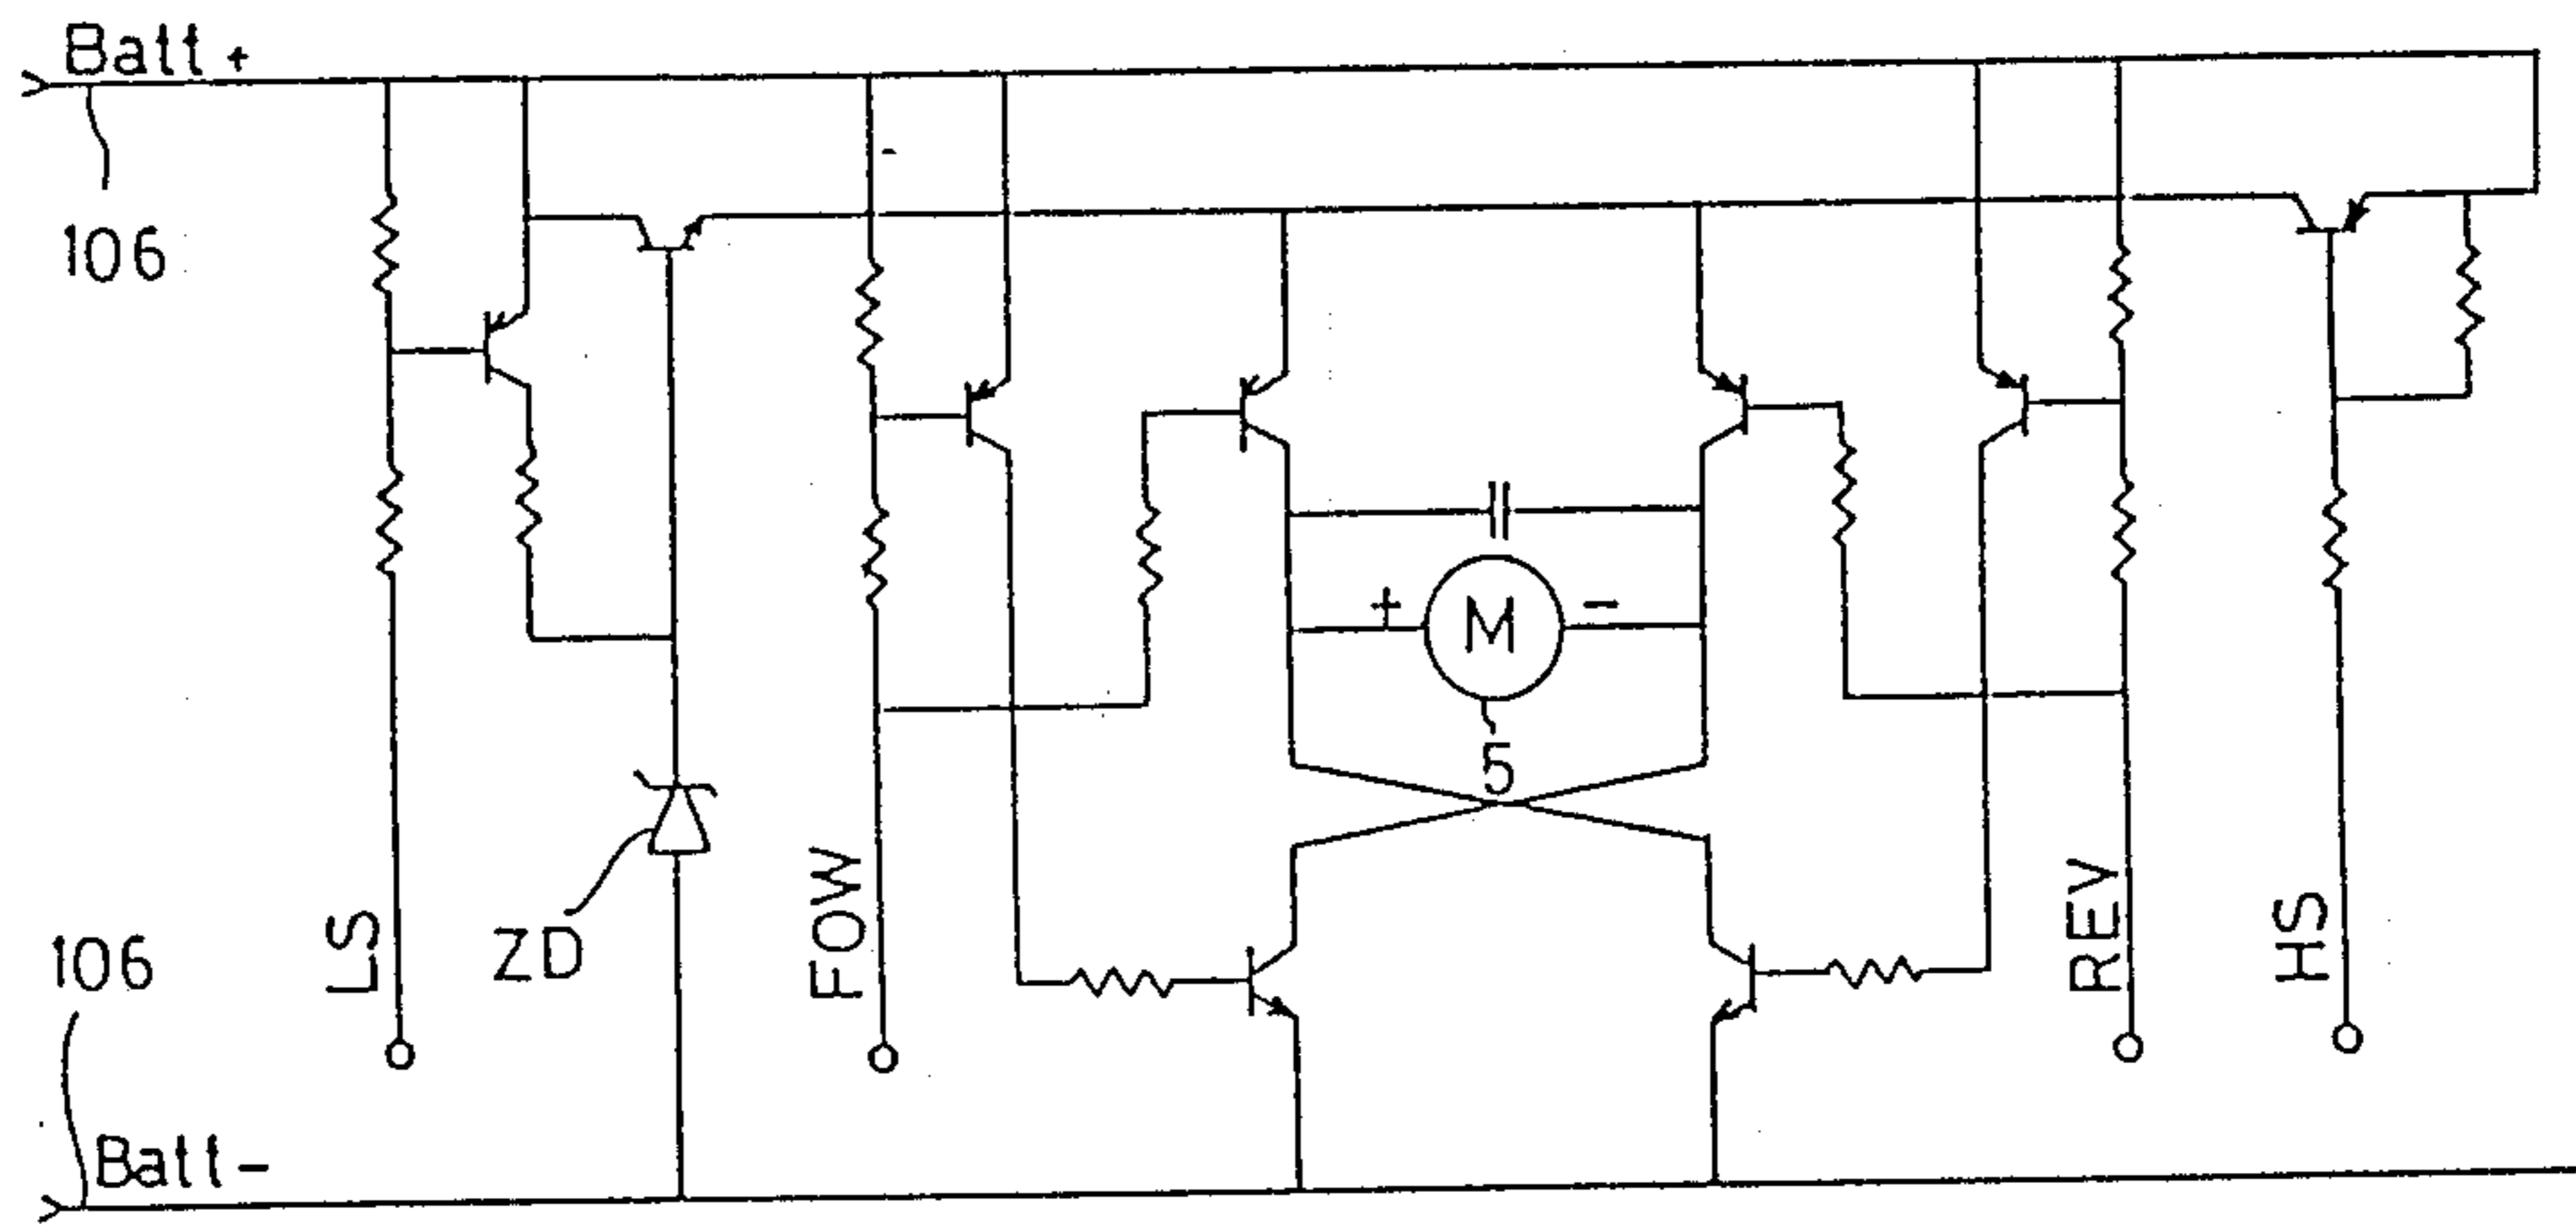 Batt+
106
+ M -
5
LS
ZD
FOW
REV
HS
106
Batt-